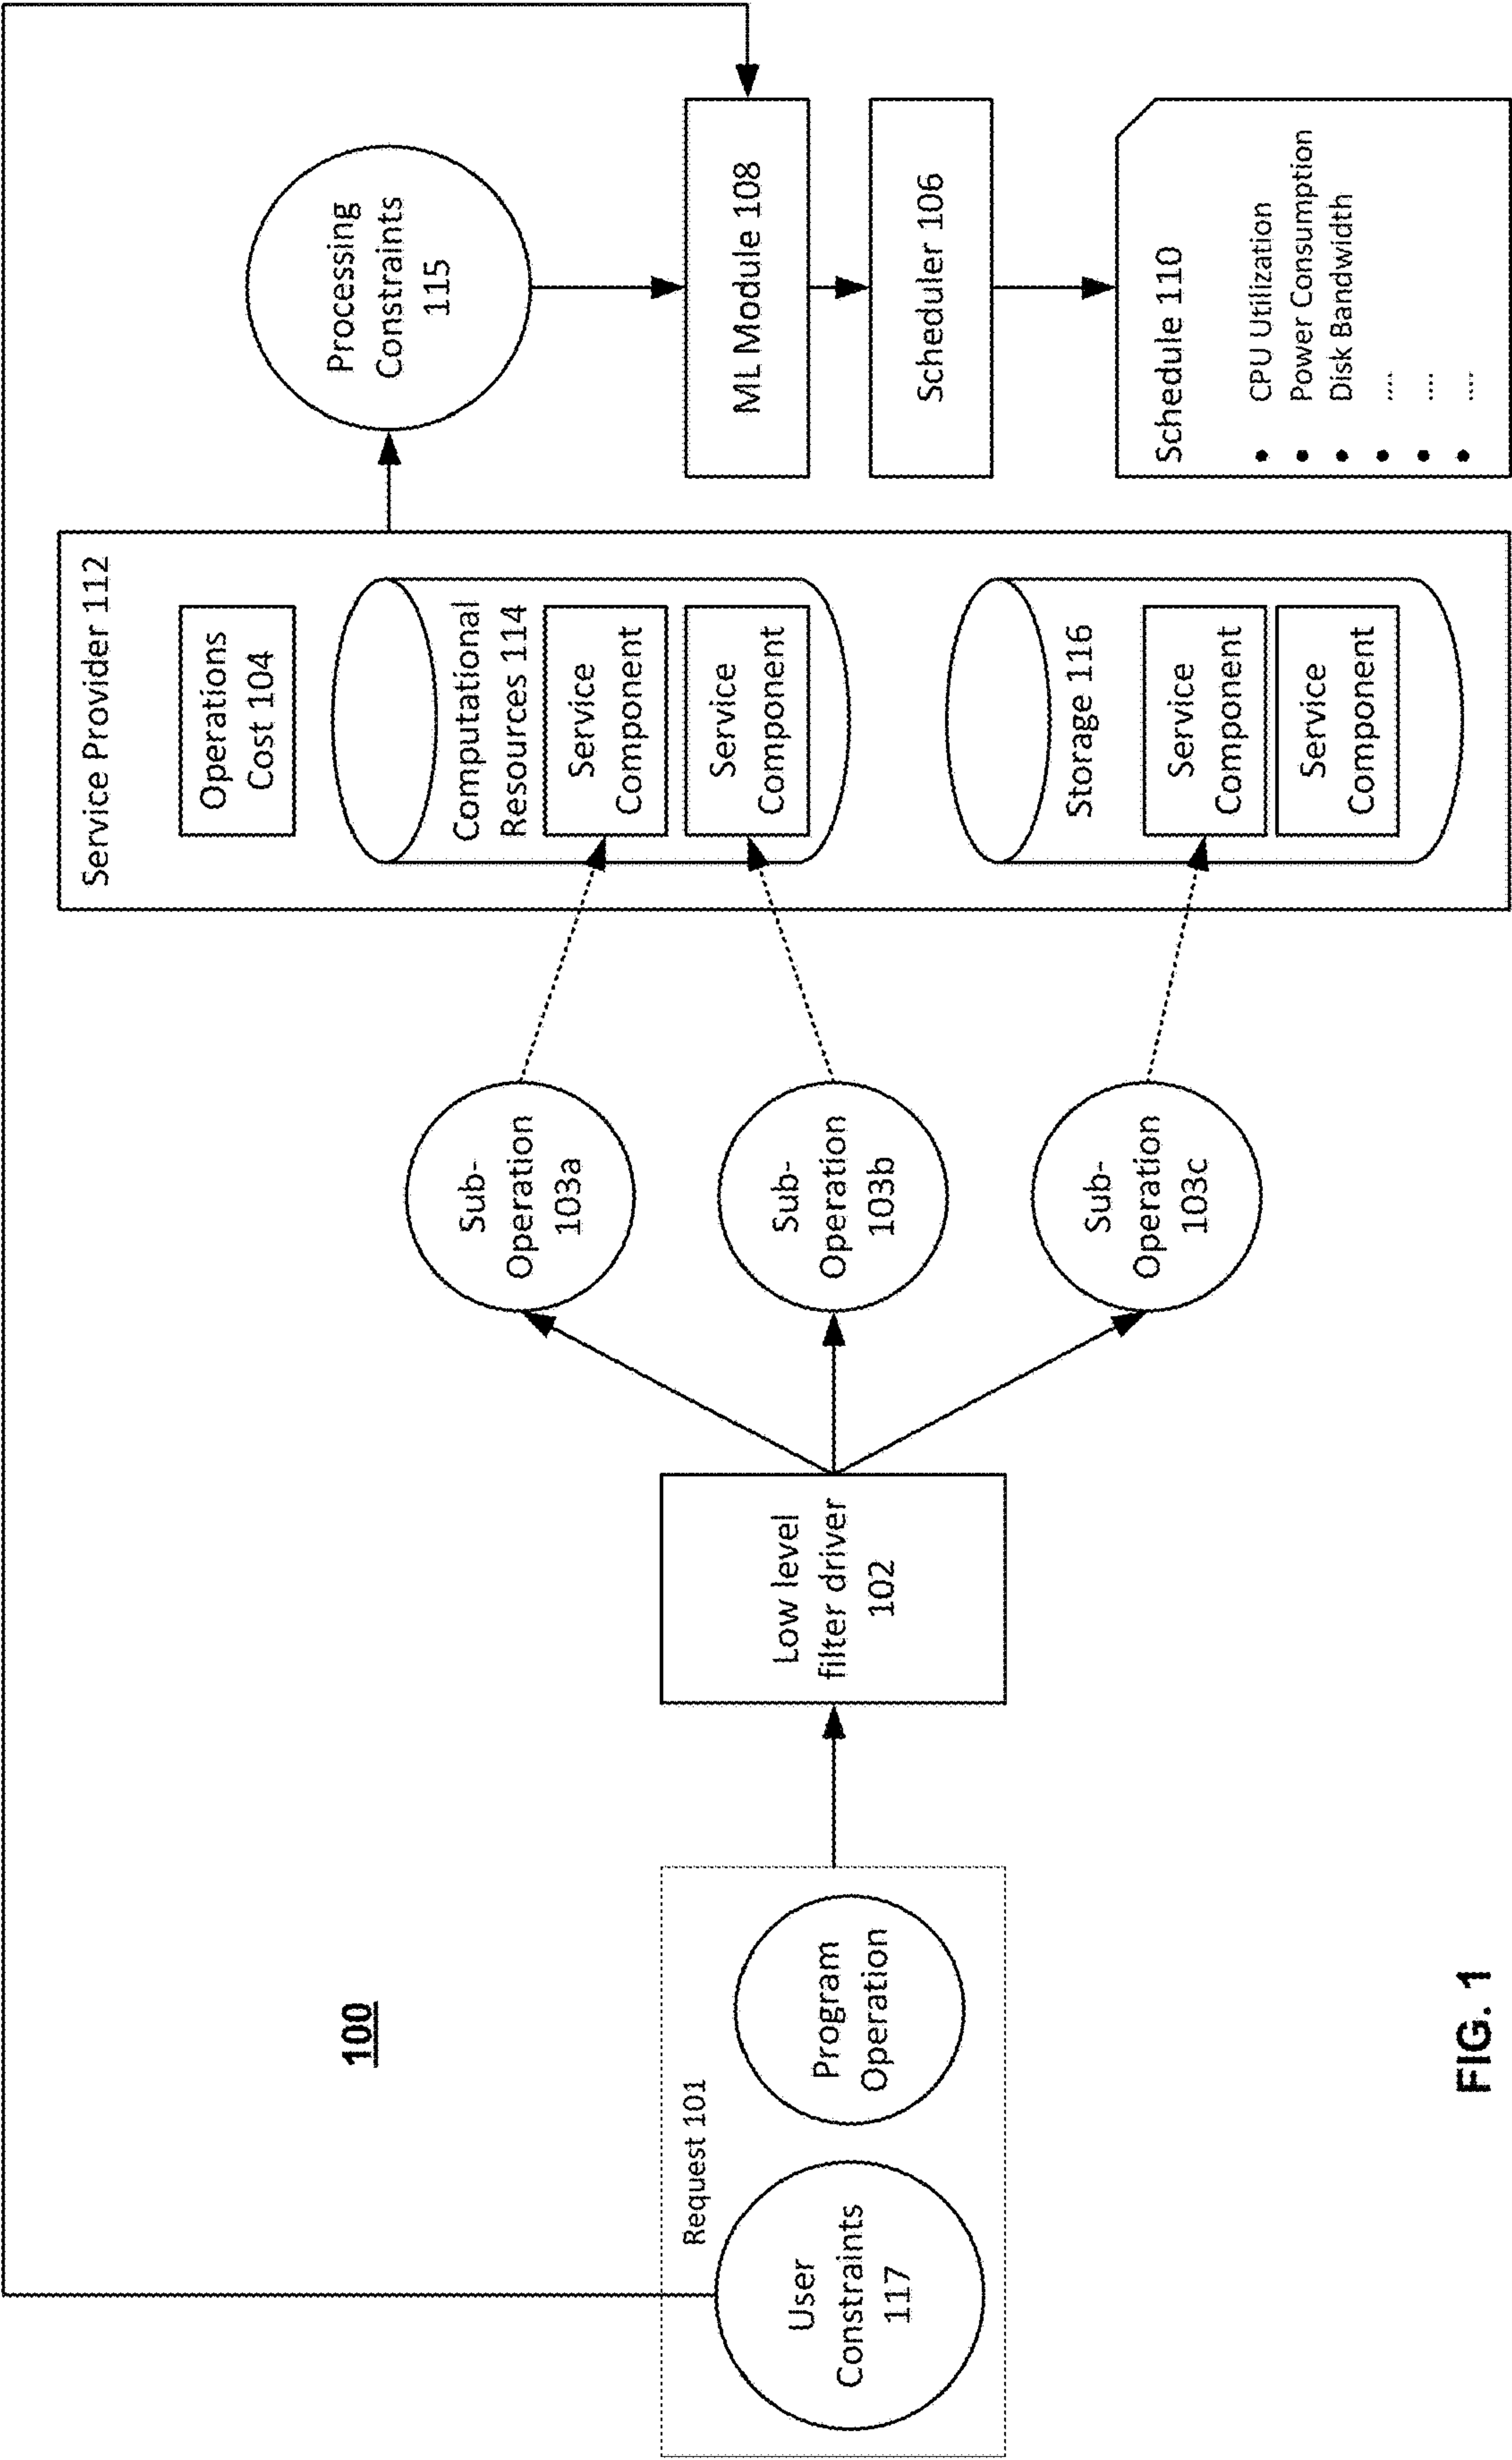 100
Request 101
User
Constraints
117
Program
Operation
Low level
filter driver
102
Sub-
Operation
103a
Sub-
Operation
103b
Sub-
Operation
103c
Service Provider 112
Operations
Cost 104
Computational
Resources 114
Service
Component
Service
Component
Storage 116
Service
Component
Service
Component
Processing
Constraints
115
ML Module 108
Scheduler 106
Schedule 110
• CPU Utilization
• Power Consumption
• Disk Bandwidth
• .....
• .....
• .....
FIG. 1